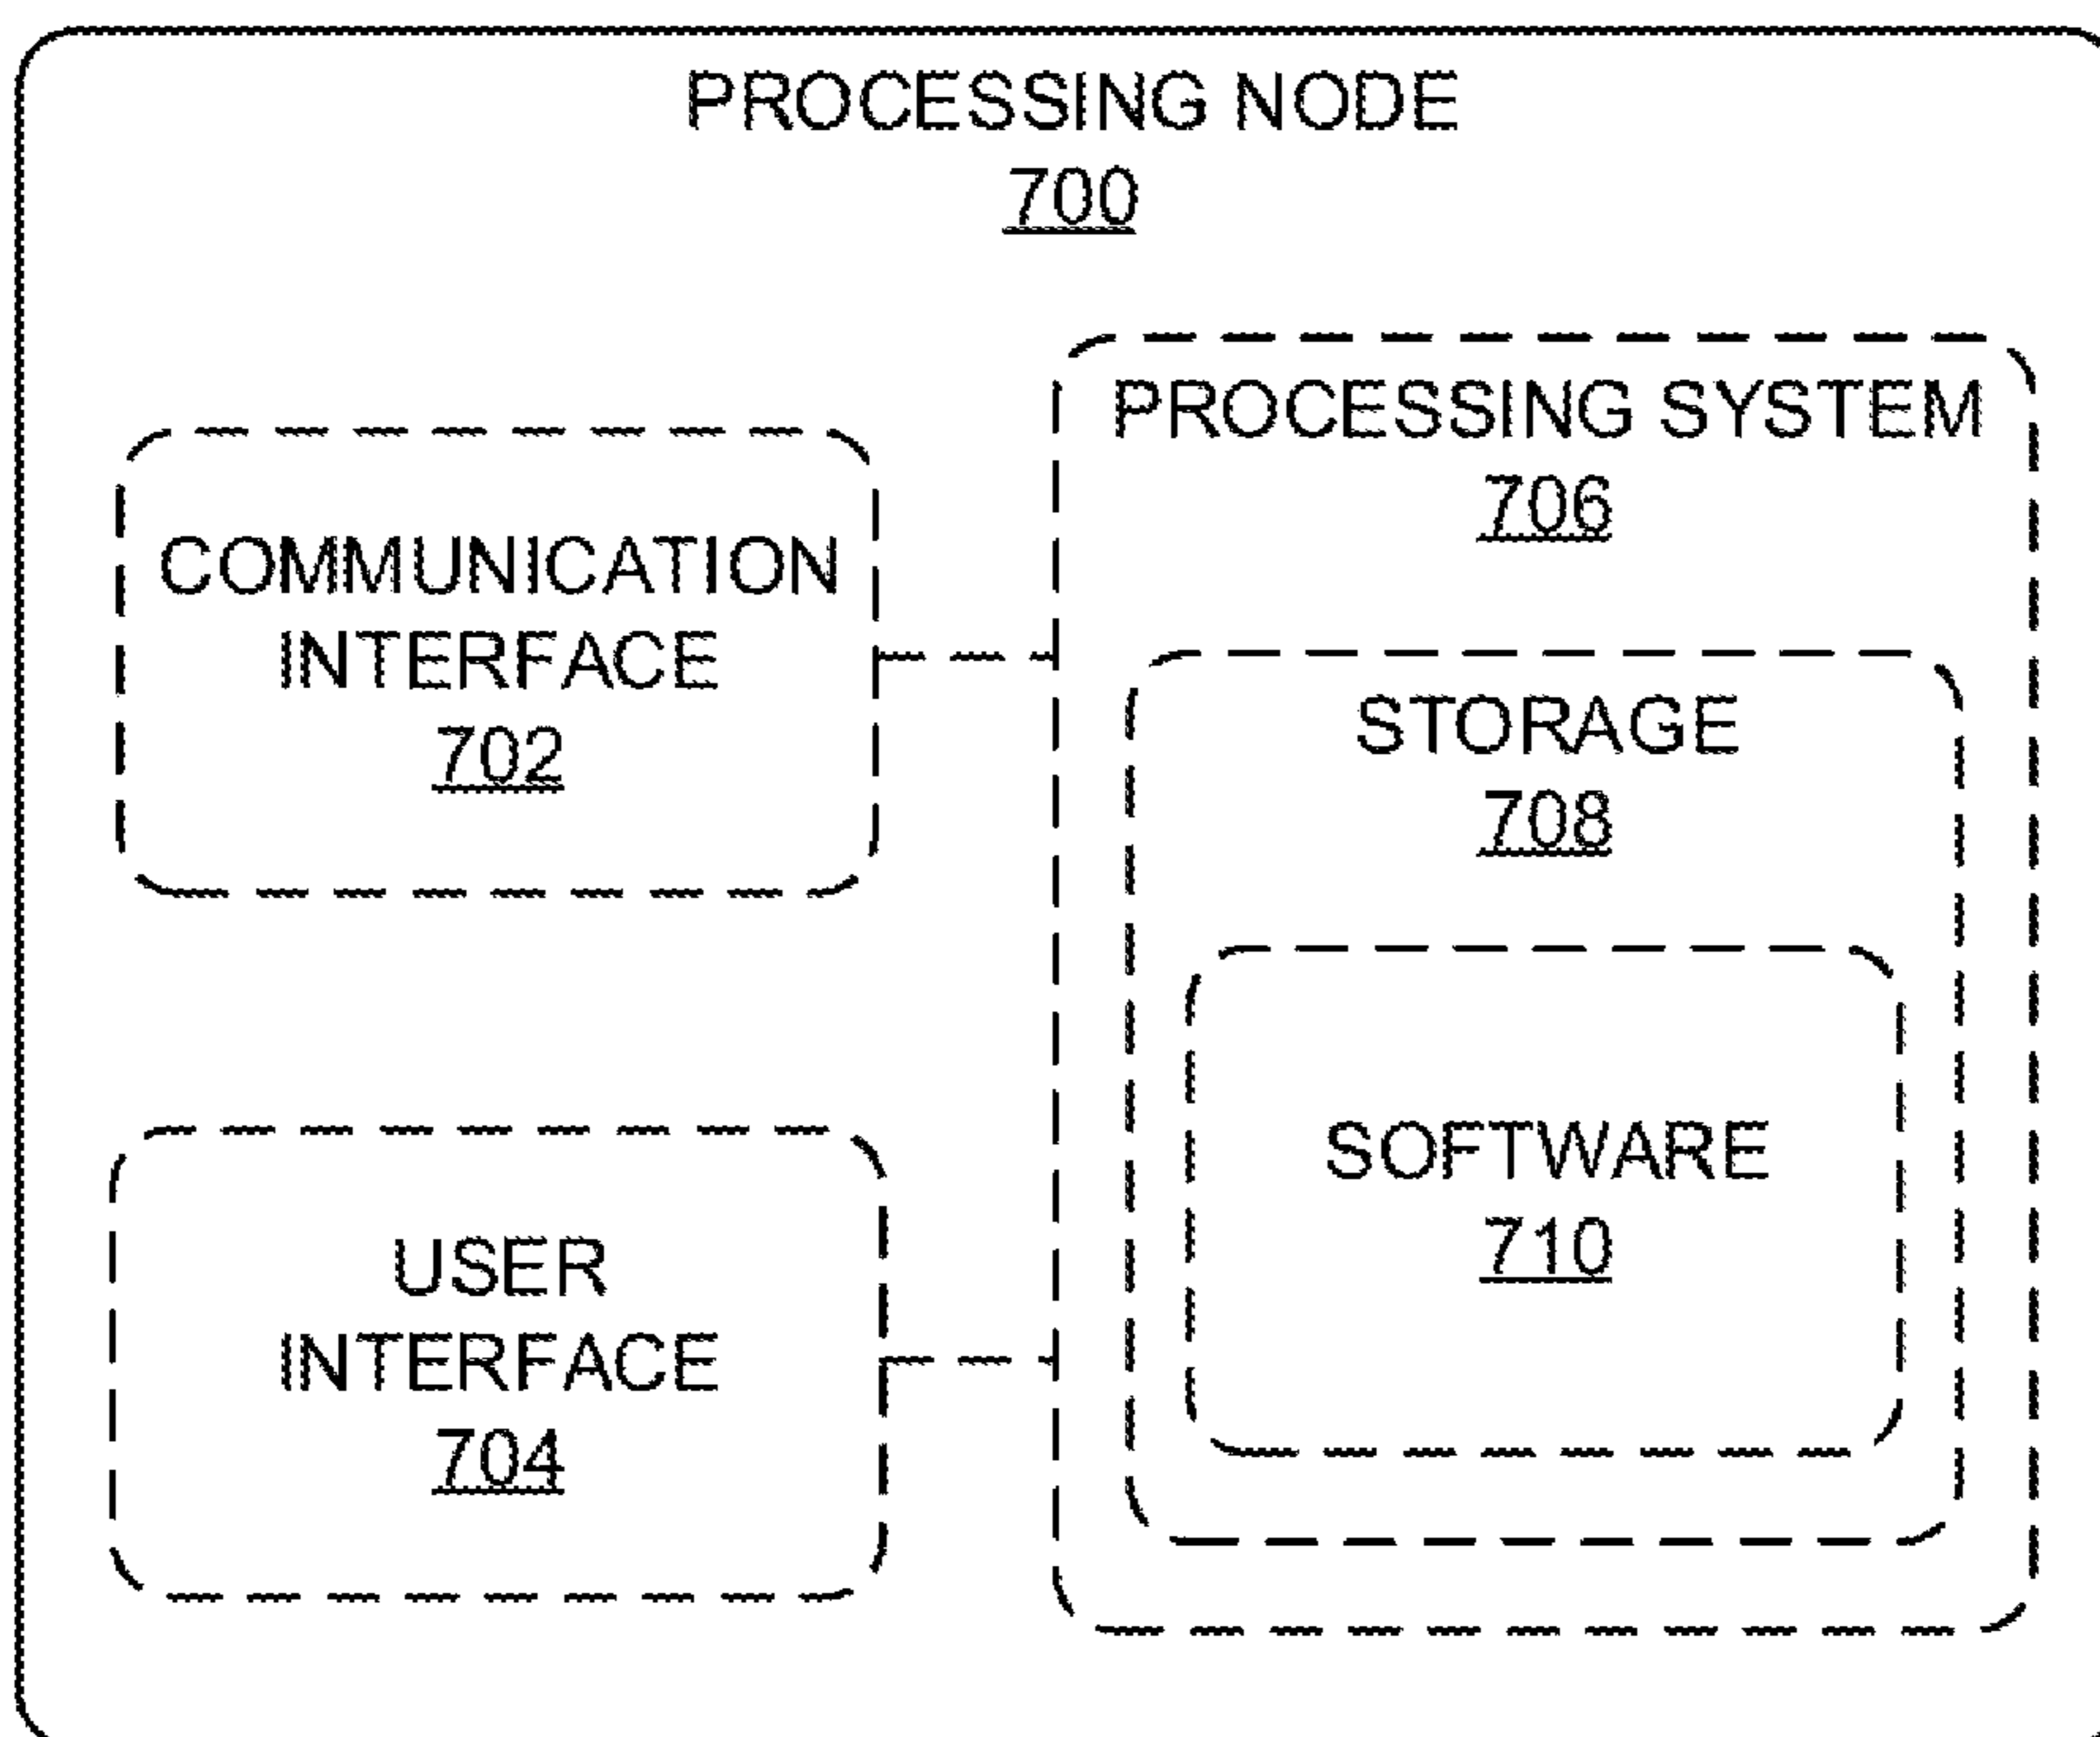 PROCESSING NODE
700
PROCESSING SYSTEM
706
COMMUNICATION
INTERFACE
702
STORAGE
708
SOFTWARE
710
USER
INTERFACE
704